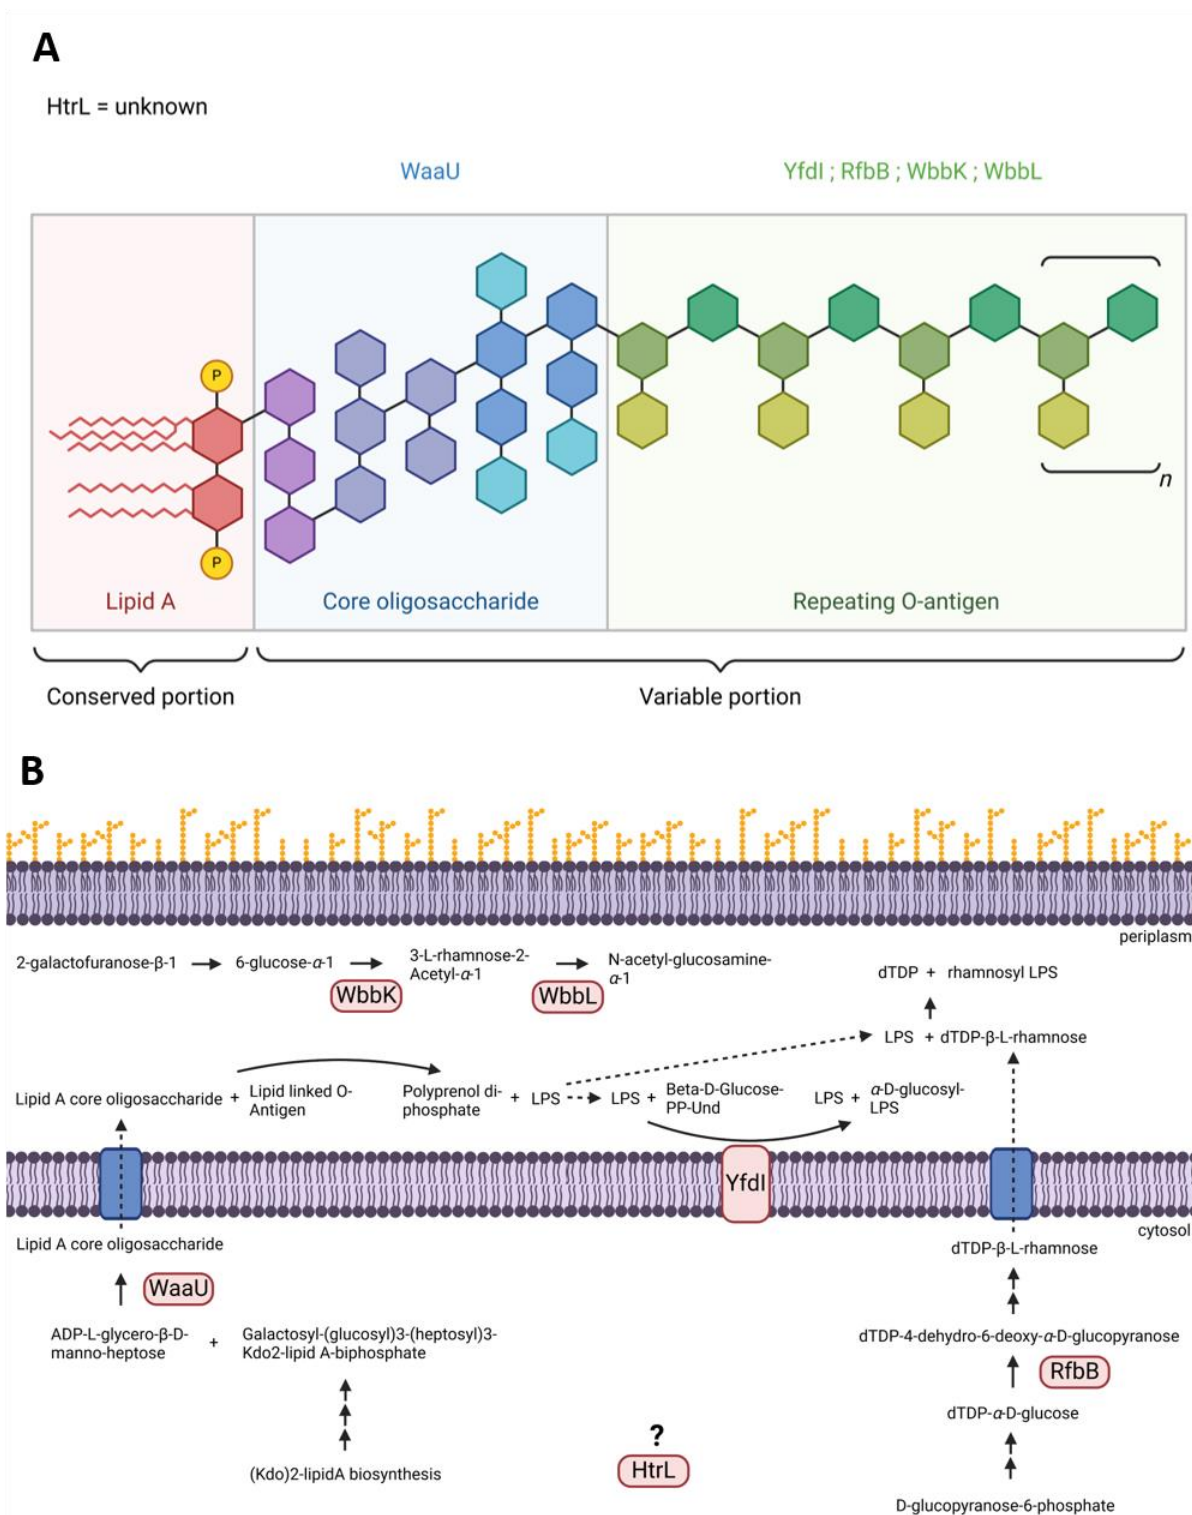 A
HtrL = unknown
WaaU
YfdI ; RfbB ; WbbK ; WbbL
P
P
n
Lipid A
Core oligosaccharide
Repeating O-antigen
Conserved portion
Variable portion
B
periplasm
2-galactofuranose-β-1
6-glucose-α-1
3-L-rhamnose-2-
Acetyl-α-1
N-acetyl-glucosamine-
α-1
WbbK
WbbL
dTDP + rhamnosyl LPS
LPS + dTDP-β-L-rhamnose
Lipid A core oligosaccharide +
Lipid linked O-
Antigen
Polyprenol di-
phosphate
+ LPS
LPS +
Beta-D-Glucose-
PP-Und
LPS +
α-D-glucosyl-
LPS
YfdI
cytosol
Lipid A core oligosaccharide
dTDP-β-L-rhamnose
WaaU
ADP-L-glycero-β-D-
manno-heptose
+
Galactosyl-(glucosyl)3-(heptosyl)3-
Kdo2-lipid A-biphosphate
dTDP-4-dehydro-6-deoxy-α-D-glucopyranose
RfbB
dTDP-α-D-glucose
?
HtrL
(Kdo)2-lipidA biosynthesis
D-glucopyranose-6-phosphate